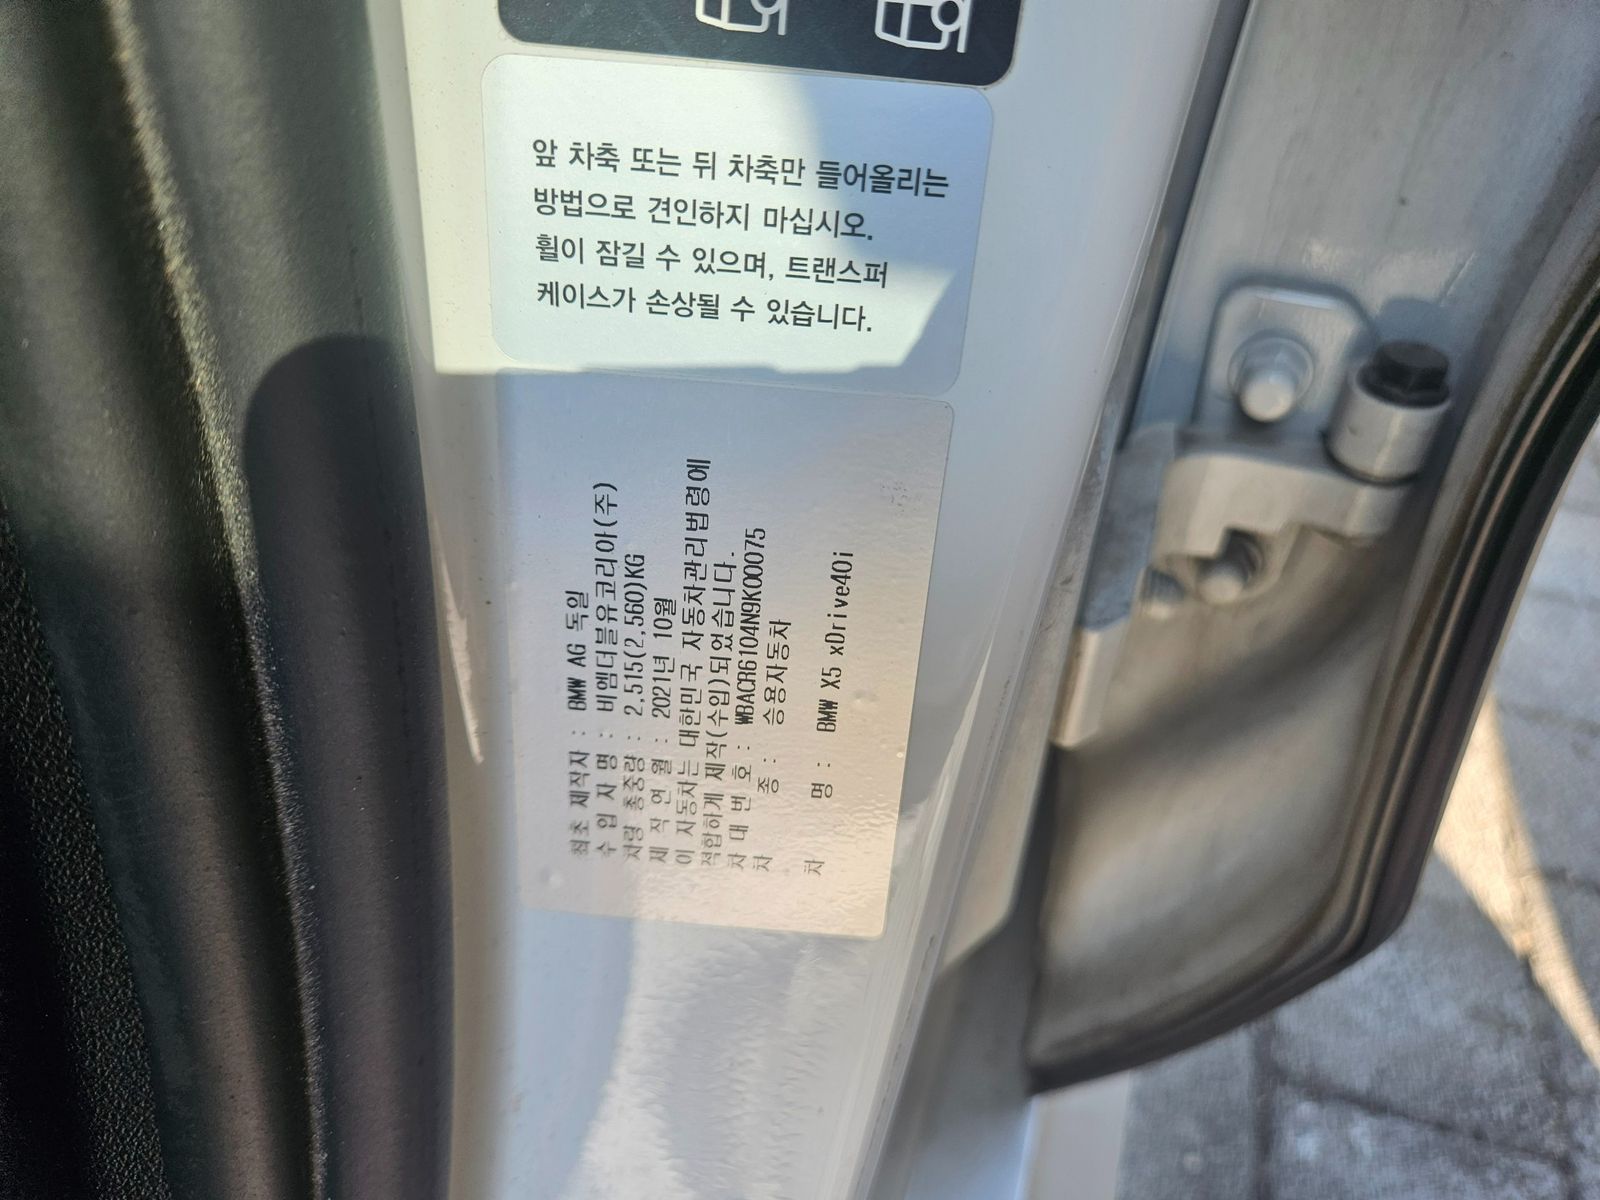 앞 차축 또는 뒤 차축만 들어올리는
방법으로 견인하지 마십시오.
휠이 잠길 수 있으며, 트랜스퍼
케이스가 손상될 수 있습니다.
최초 제작자 : BMW AG 독일
수 입 자 명 : 비엠더블유코리아(주)
차량 총중량 : 2,515(2,560)KG
제 작 연 월 : 2021년 10월
이 자동차는 대한민국 자동차관리법령에
적합하게 제작(수입)되었습니다.
차 대 번 호 : WBACR6104N9K00075
차 종 : 승용자동차
차 명 : BMW X5 xDrive40i